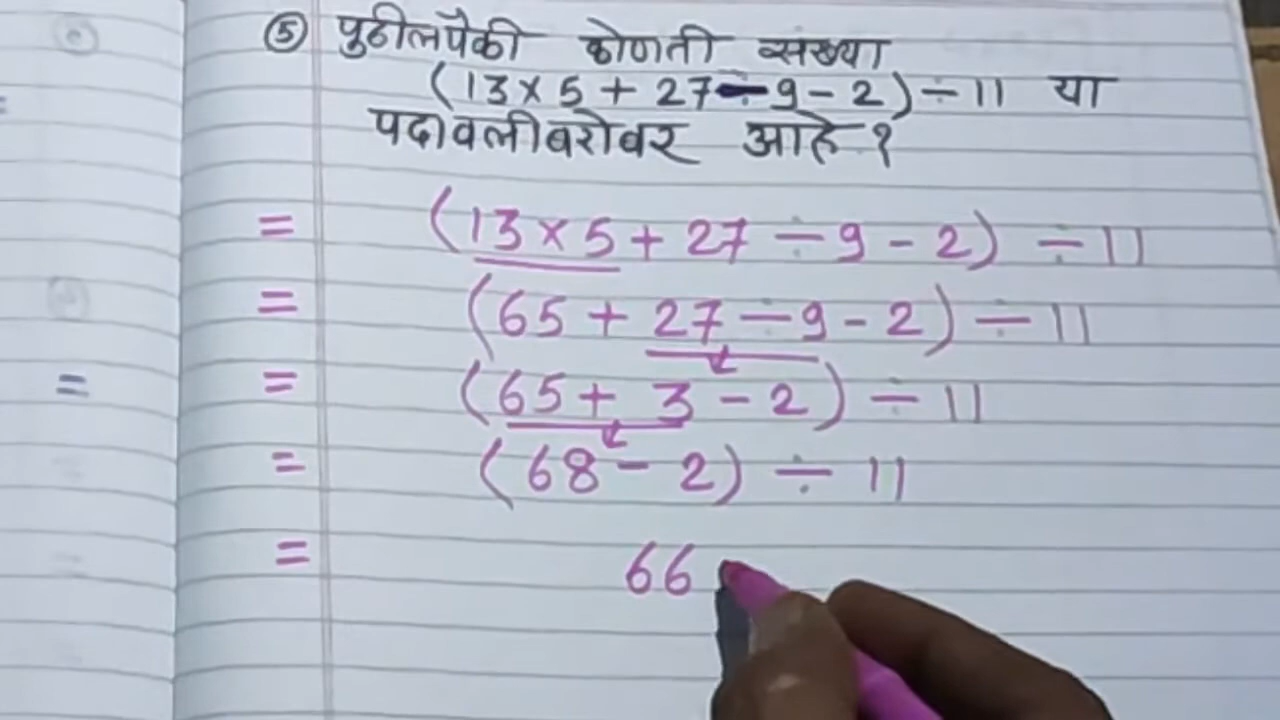 ⑤ पुढीलपैकी कोणती संख्या
(13 × 5 + 27 ÷ 9 - 2) ÷ 11 या
पदावलीबरोबर आहे ?
= (13 × 5 + 27 ÷ 9 - 2) ÷ 11
= (65 + 27 ÷ 9 - 2) ÷ 11
= (65 + 3 - 2) ÷ 11
= (68 - 2) ÷ 11
= 66
=